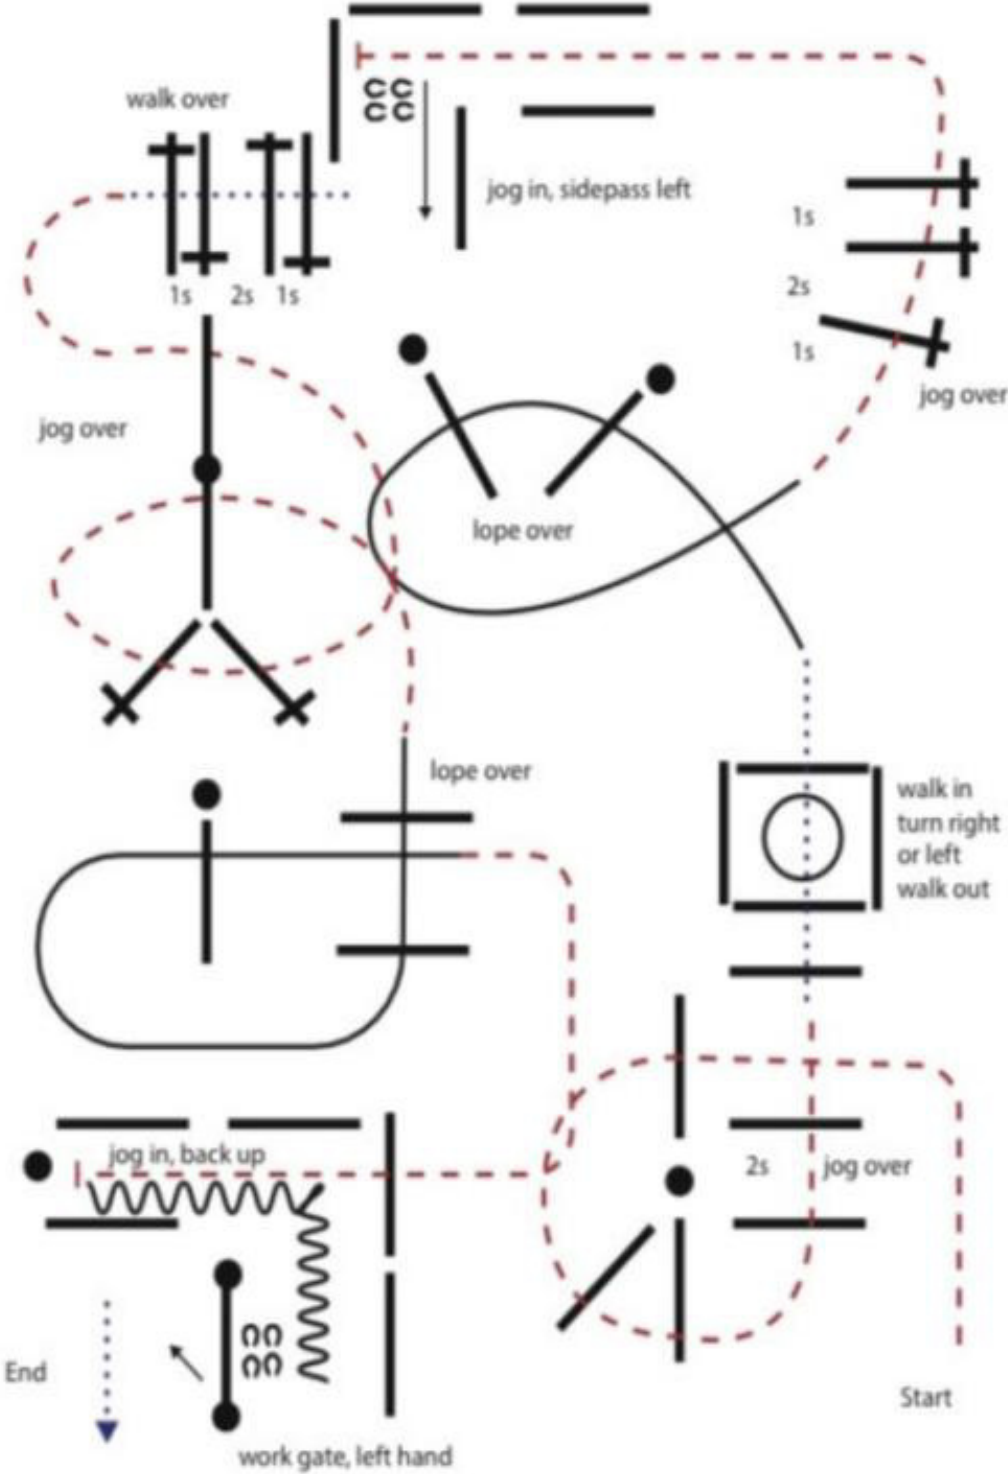 walk over
jog in, sidepass left
1s
2s
1s
1s 2s 1s
jog over
jog over
lope over
lope over
walk in
turn right
or left
walk out
jog in, back up
2s jog over
End
Start
work gate, left hand